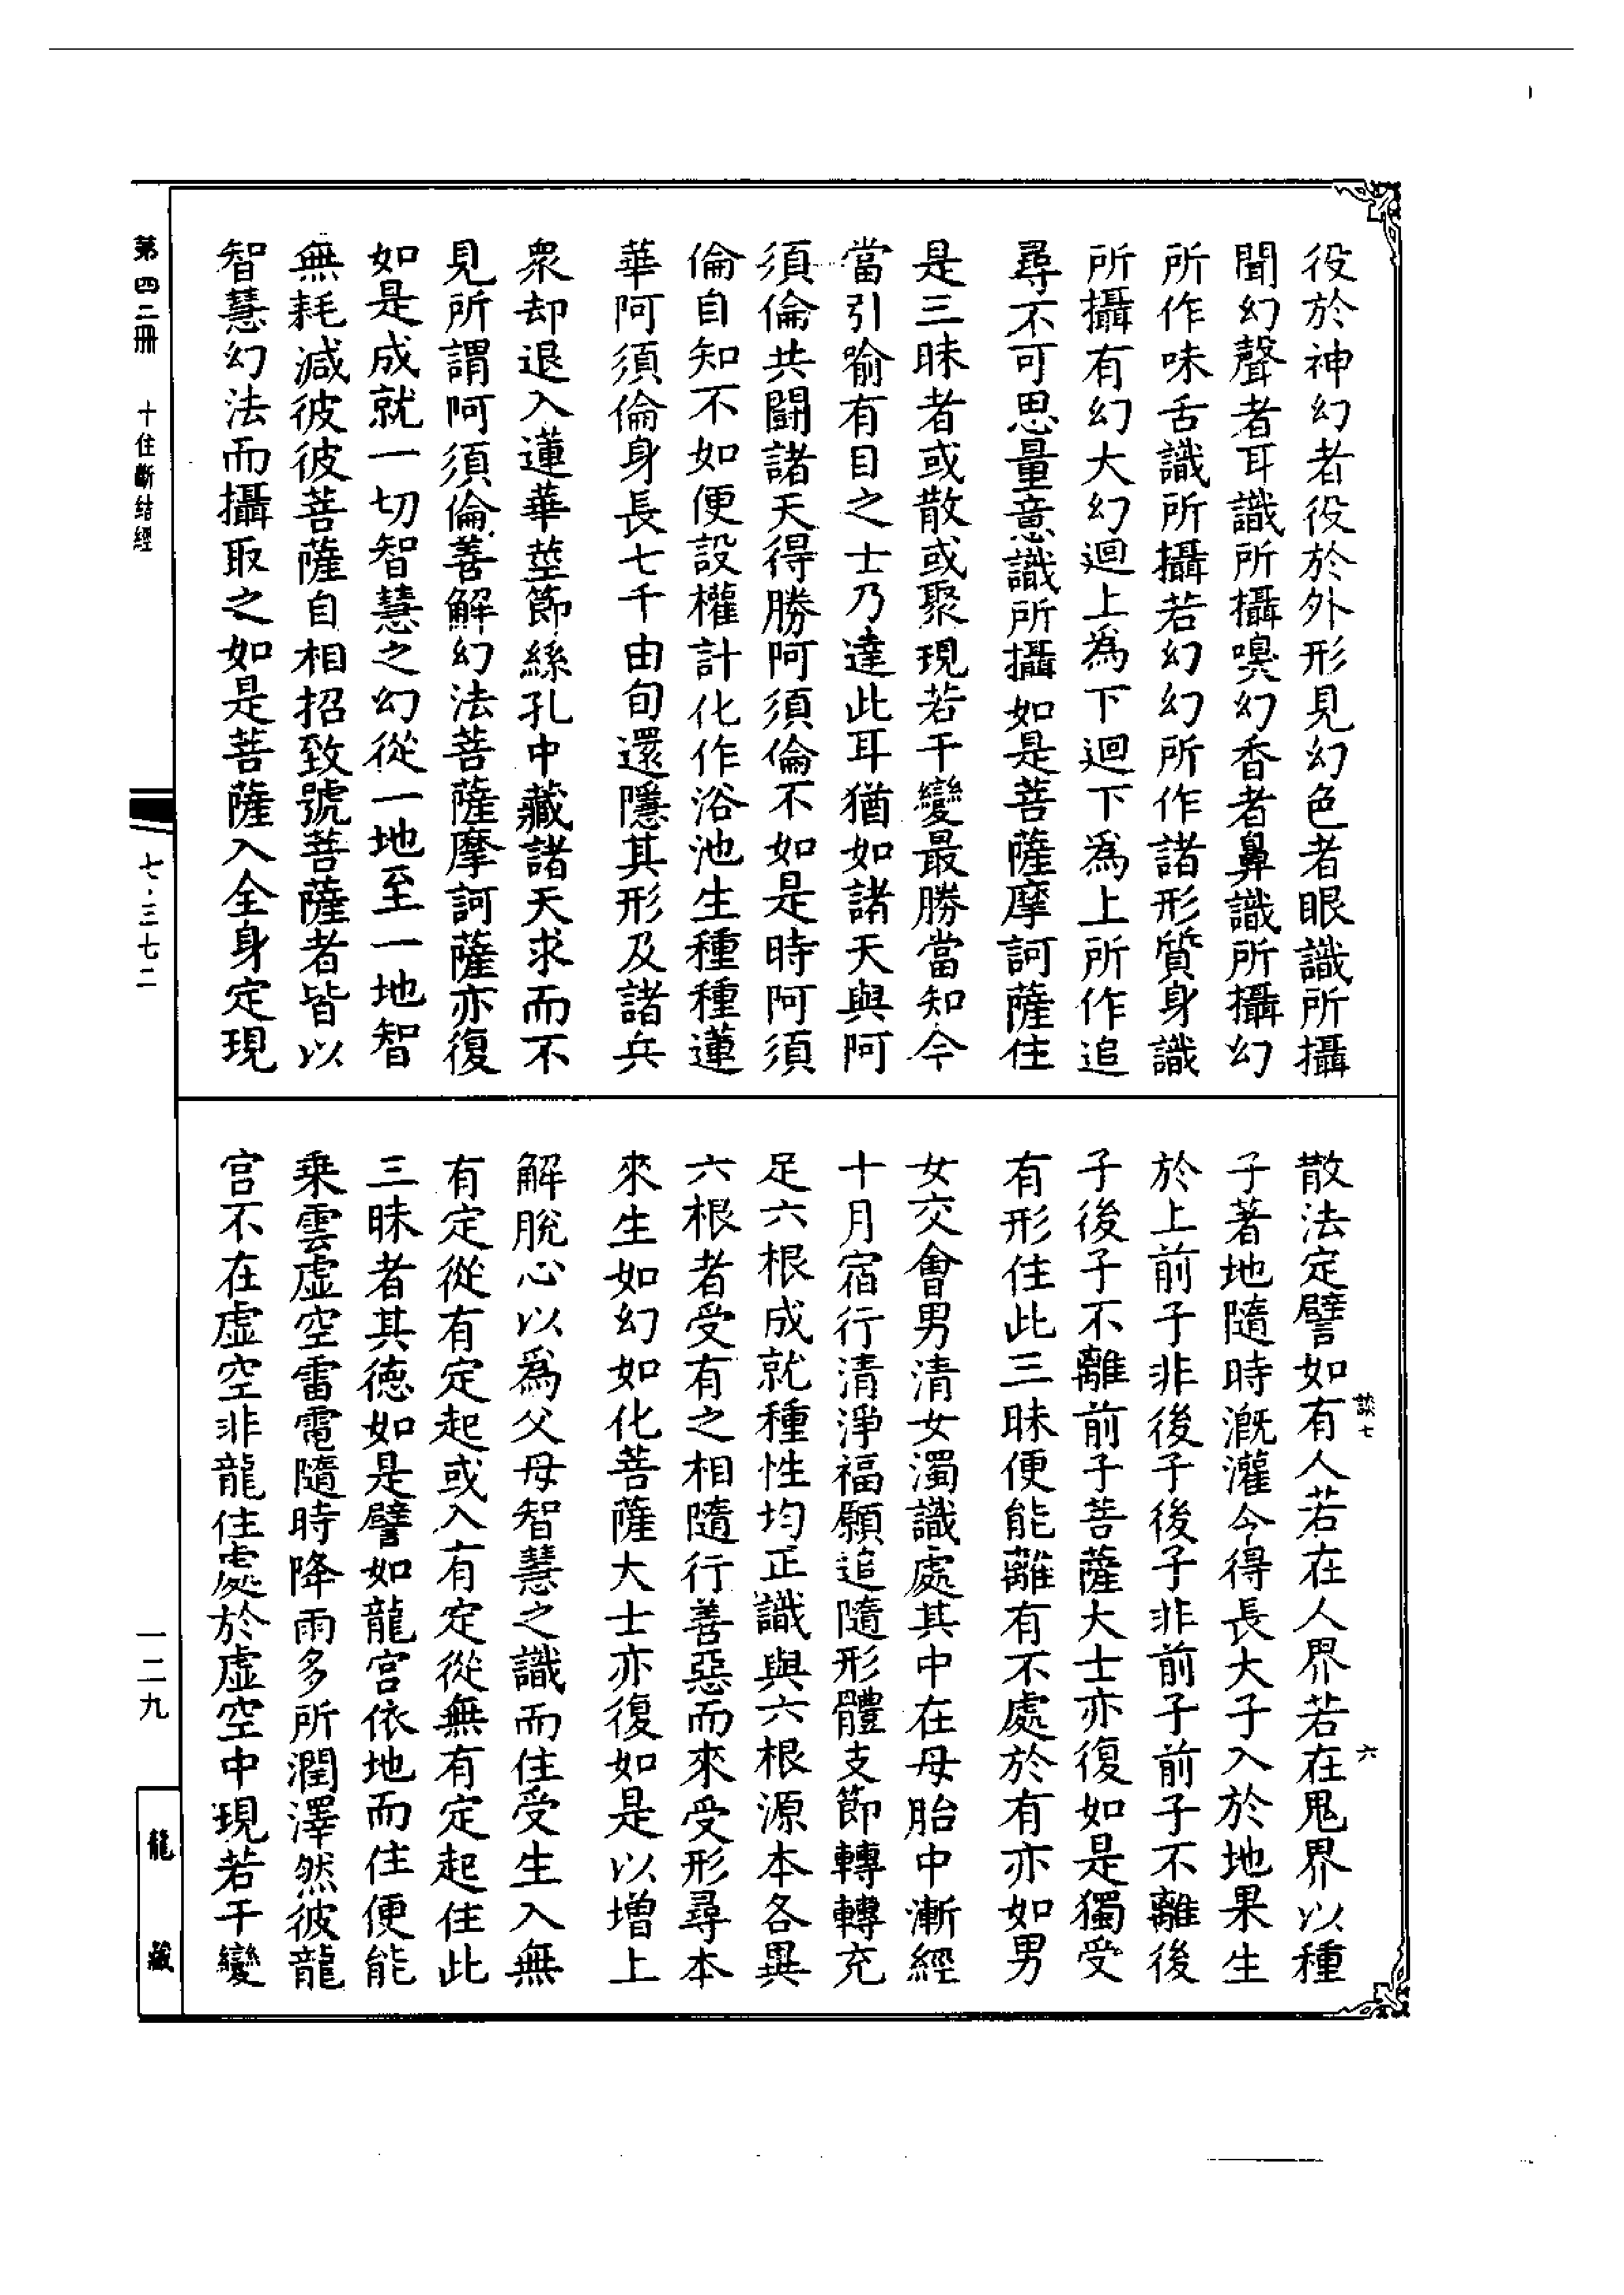 役於神幻者役於外形見幻色者眼識所攝
聞幻聲者耳識所攝嗅幻香者鼻識所攝幻
所作味舌識所攝若幻幻所作諸形質身識
所攝有幻大幻迴上爲下迴下爲上所作追
尋不可思量意識所攝如是菩薩摩訶薩住
是三昧者或散或聚現若干變最勝當知今
當引喻有目之士乃達此耳猶如諸天與阿
須倫共鬪諸天得勝阿須倫不如是時阿須
倫自知不如便設權計化作浴池生種種蓮
華阿須倫身長七千由旬還隱其形及諸兵
衆却退入蓮華莖節絲孔中藏諸天求而不
見所謂阿須倫善解幻法菩薩摩訶薩亦復
如是成就一切智慧之幻從一地至一地智
無耗減彼彼菩薩自相招致號菩薩者皆以
智慧幻法而攝取之如是菩薩入全身定現
散法定譬如有人若在人界若在鬼界以種
子著地隨時溉灌令得長大子入於地果生
於上前子非後子後子非前子前子不離後
子後子不離前子菩薩大士亦復如是獨受
有形住此三昧便能離有不處於有亦如男
女交會男清女濁識處其中在母胎中漸經
十月宿行清淨福願追隨形體支節轉轉充
足六根成就種性均正識與六根源本各異
六根者受有之相隨行善惡而來受形尋本
來生如幻如化菩薩大士亦復如是以增上
解脫心以爲父母智慧之識而住受生入無
有定從有定起或入有定從無有定起住此
三昧者其德如是譬如龍宮依地而住便能
乘雲虛空雷電隨時降雨多所潤澤然彼龍
宮不在虛空非龍住處於虛空中現若干變
談七
六
第四二冊 十住斷结經
七·三七二
一二九
龍藏